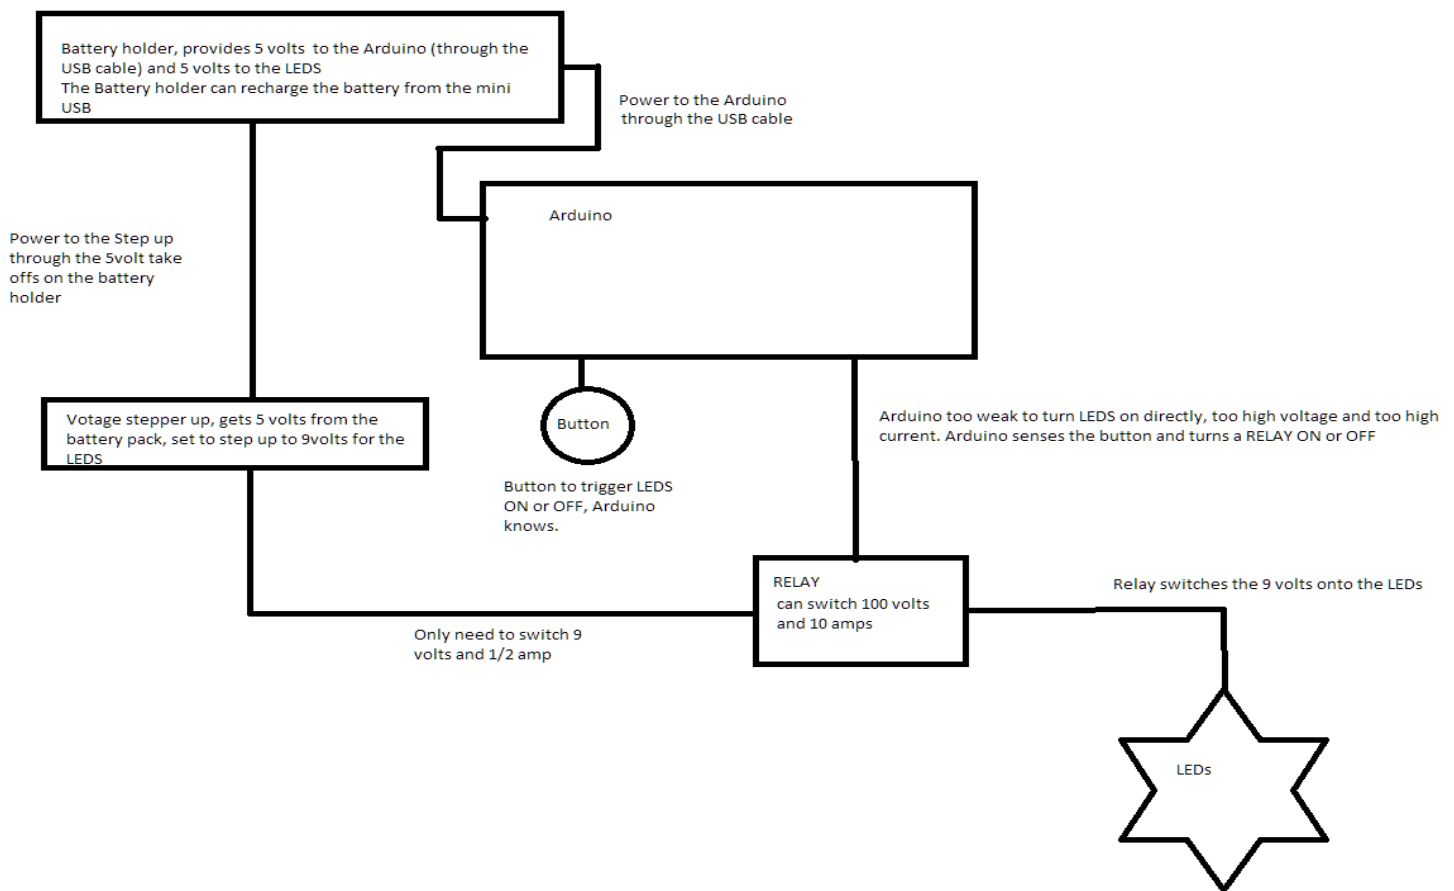 Battery holder, provides 5 volts to the Arduino (through the
USB cable) and 5 volts to the LEDS
The Battery holder can recharge the battery from the mini
USB
Power to the Arduino
through the USB cable
Arduino
Power to the Step up
through the 5volt take
offs on the battery
holder
Votage stepper up, gets 5 volts from the
battery pack, set to step up to 9volts for the
LEDS
Button
Arduino too weak to turn LEDS on directly, too high voltage and too high
current. Arduino senses the button and turns a RELAY ON or OFF
Button to trigger LEDS
ON or OFF, Arduino
knows.
RELAY
can switch 100 volts
and 10 amps
Relay switches the 9 volts onto the LEDs
Only need to switch 9
volts and 1/2 amp
LEDs